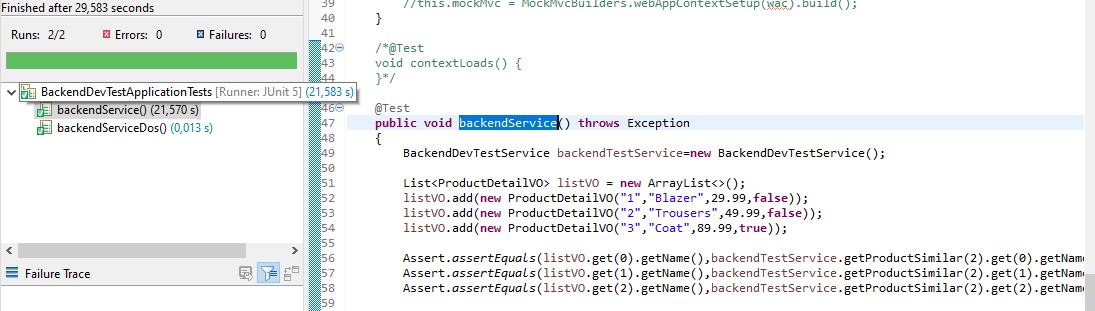 Finished after 29,583 seconds
Runs: 2/2
Errors: 0
Failures: 0
BackendDevTestApplicationTests [Runner: JUnit 5] (21,583 s)
backendService() (21,570 s)
backendServiceDos() (0,013 s)
Failure Trace
39 //this.mockMvc = MockMvcBuilders.webAppContextSetup(wac).build();
40 }
41
42 /*@Test
43 void contextLoads() {
44 }*/
45
46 @Test
47 public void backendService() throws Exception
48 {
49 BackendDevTestService backendTestService=new BackendDevTestService();
50
51 List<ProductDetailVO> listVO = new ArrayList<>();
52 listVO.add(new ProductDetailVO("1","Blazer",29.99,false));
53 listVO.add(new ProductDetailVO("2","Trousers",49.99,false));
54 listVO.add(new ProductDetailVO("3","Coat",89.99,true));
55
56 Assert.assertEquals(listVO.get(0).getName(),backendTestService.getProductSimilar(2).get(0).getName
57 Assert.assertEquals(listVO.get(1).getName(),backendTestService.getProductSimilar(2).get(1).getName
58 Assert.assertEquals(listVO.get(2).getName(),backendTestService.getProductSimilar(2).get(2).getName
59